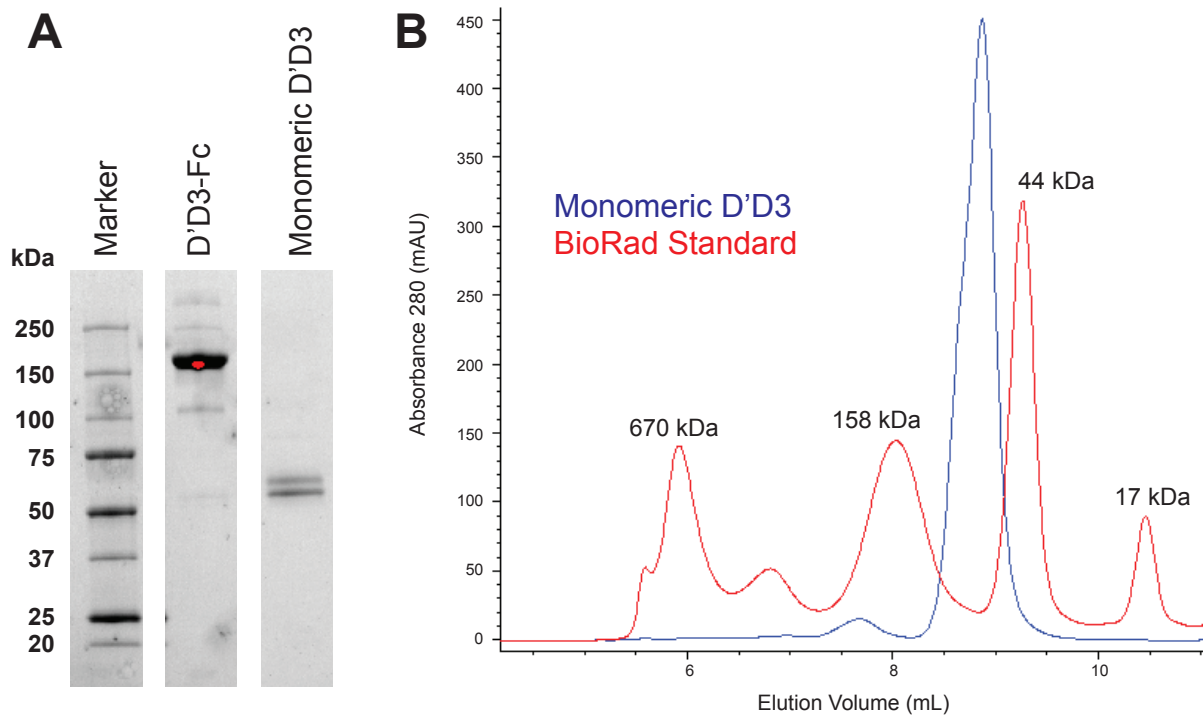 A
Marker
D'D3-Fc
Monomeric D'D3
kDa
250
150
100
75
50
37
25
20
B
450
400
350
300
250
200
150
100
50
0
Absorbance 280 (mAU)
Monomeric D'D3
BioRad Standard
670 kDa
158 kDa
44 kDa
17 kDa
6
8
10
Elution Volume (mL)